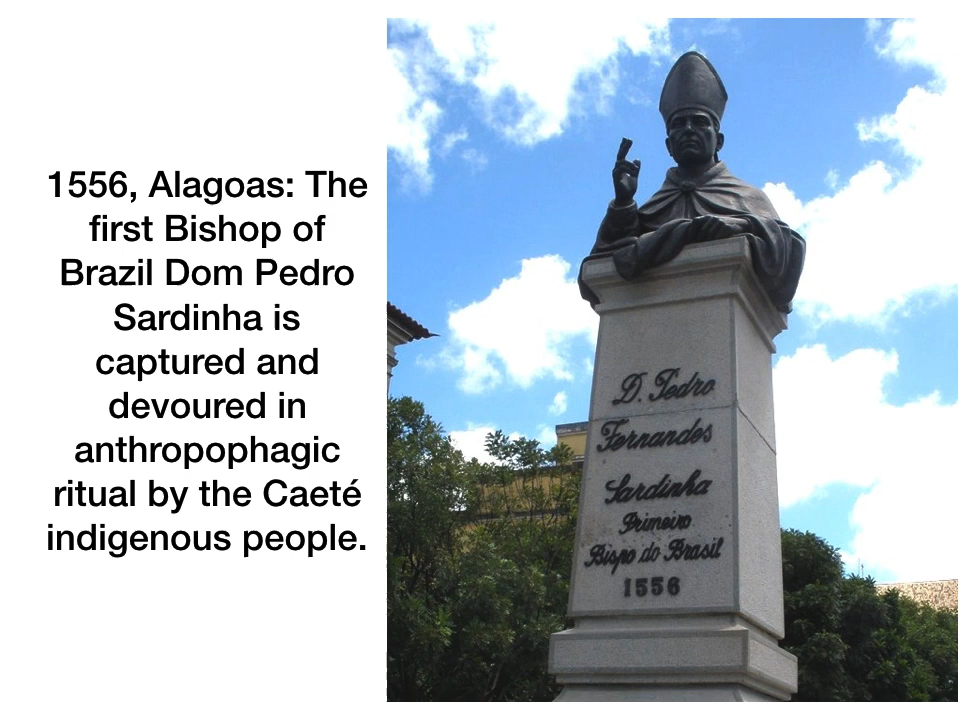 1556, Alagoas: The
first Bishop of
Brazil Dom Pedro
Sardinha is
captured and
devoured in
anthropophagic
ritual by the Caeté
indigenous people.
D. Pedro
Fernandes
Sardinha
Primeiro
Bispo do Brasil
1556